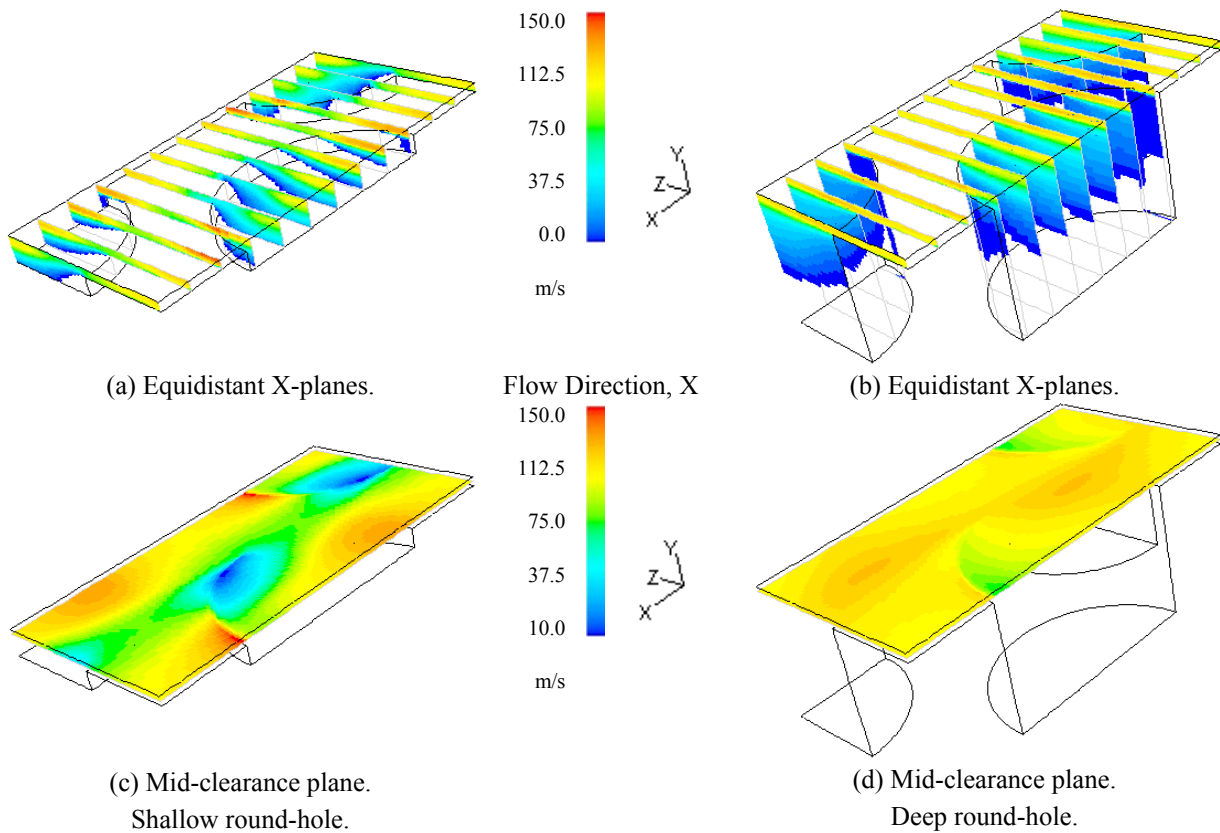 150.0
112.5
75.0
37.5
0.0
m/s
Y
Z
X
(a) Equidistant X-planes.
Flow Direction, X
(b) Equidistant X-planes.
150.0
112.5
75.0
37.5
10.0
m/s
Y
Z
X
(c) Mid-clearance plane.
Shallow round-hole.
(d) Mid-clearance plane.
Deep round-hole.